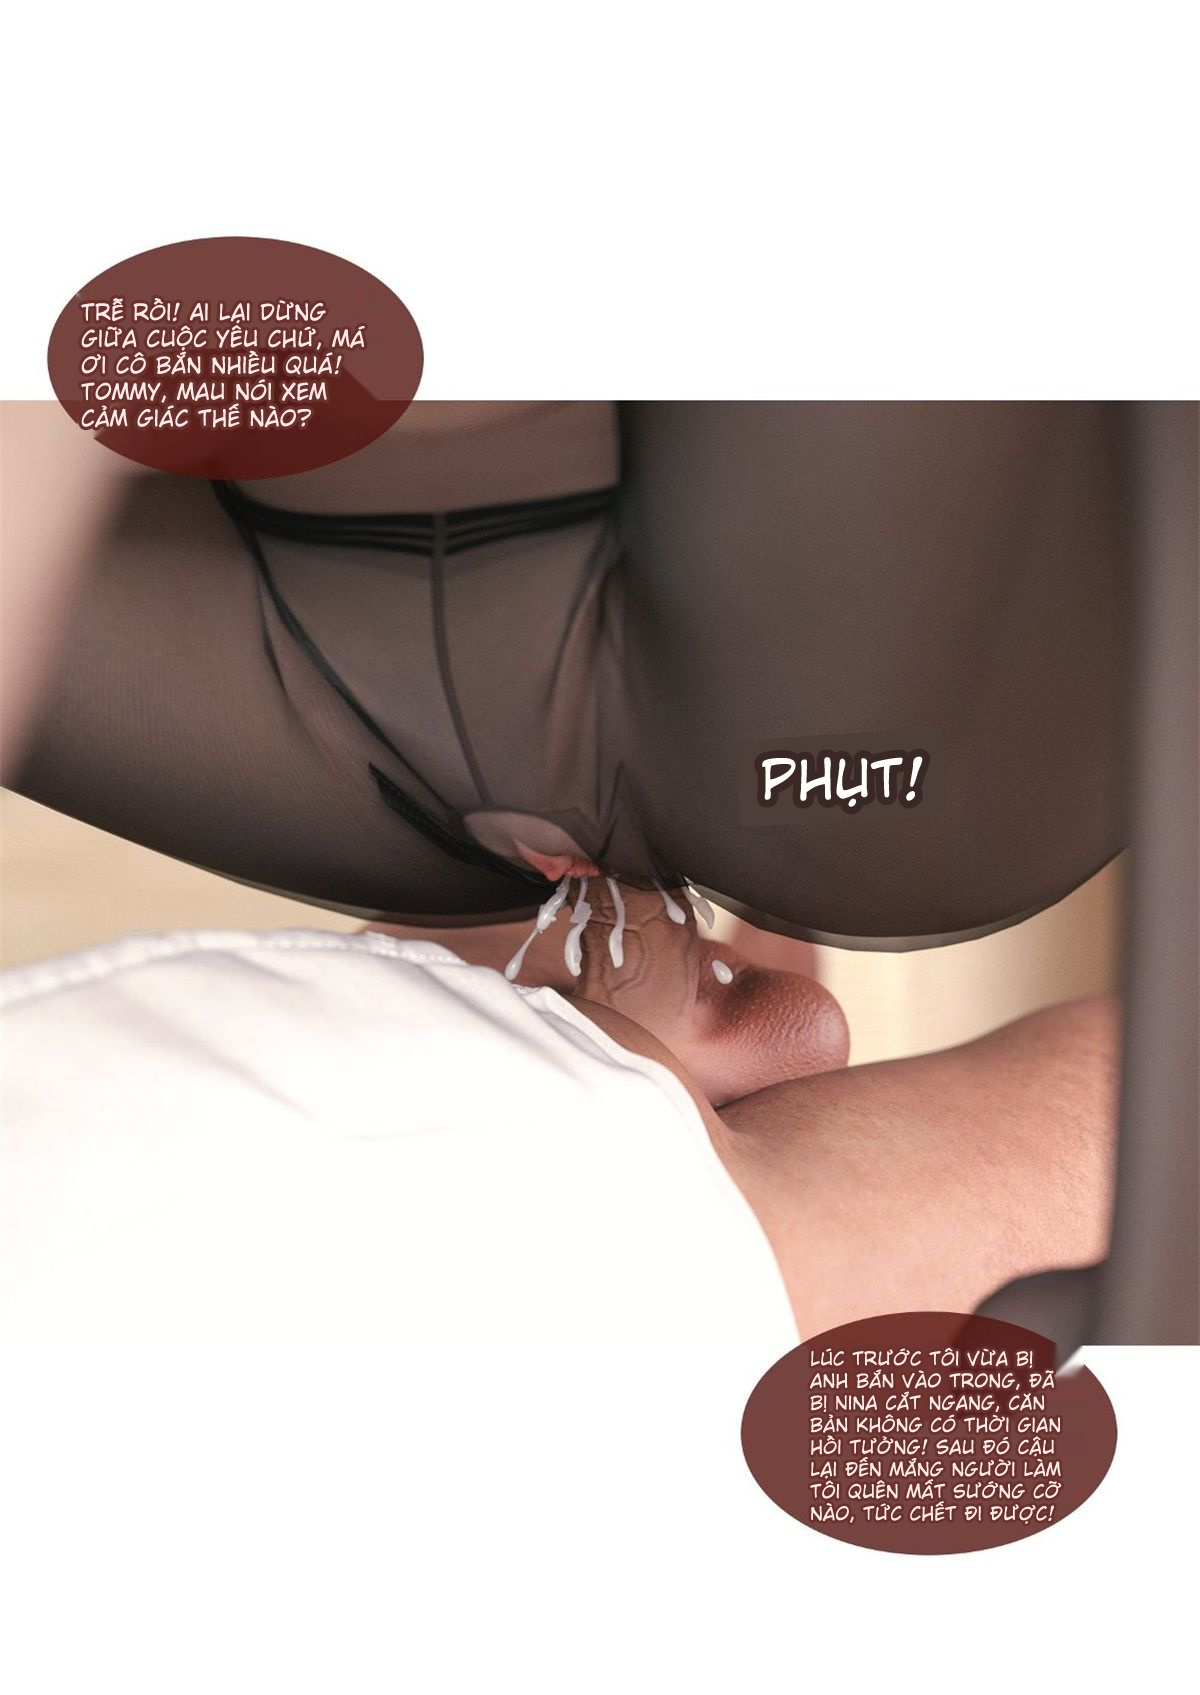 TRỄ RỒI! AI LẠI DỪNG
GIỮA CUỘC YÊU CHỨ, MÁ
ƠI CÔ BẮN NHIỀU QUÁ!
TOMMY, MAU NÓI XEM
CẢM GIÁC THẾ NÀO?
PHỤT!
LÚC TRƯỚC TÔI VỪA BỊ
ANH BẮN VÀO TRONG, ĐÃ
BỊ NINA CẮT NGANG, CĂN
BẢN KHÔNG CÓ THỜI GIAN
HỒI TƯỞNG! SAU ĐÓ CẬU
LẠI ĐẾN MẮNG NGƯỜI LÀM
TÔI QUÊN MẤT SƯỚNG CỠ
NÀO, TỨC CHẾT ĐI ĐƯỢC!